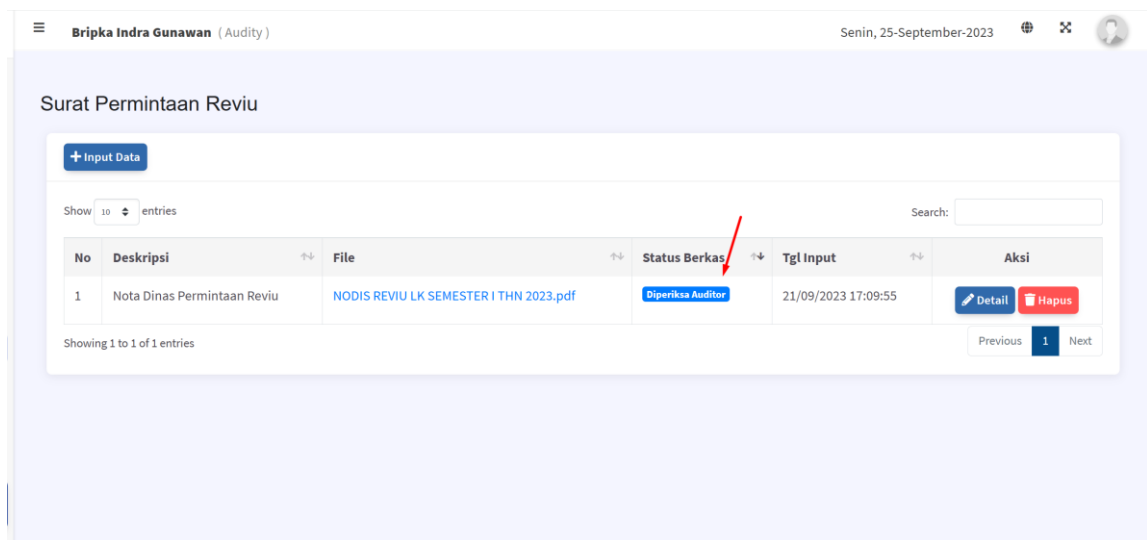 Bripka Indra Gunawan ( Audity )
Senin, 25-September-2023
Surat Permintaan Reviu
+ Input Data
Show 10 entries
Search:
No Deskripsi File Status Berkas Tgl Input Aksi
1 Nota Dinas Permintaan Reviu NODIS REVIU LK SEMESTER I THN 2023.pdf Diperiksa Auditor 21/09/2023 17:09:55 Detail Hapus
Showing 1 to 1 of 1 entries
Previous 1 Next